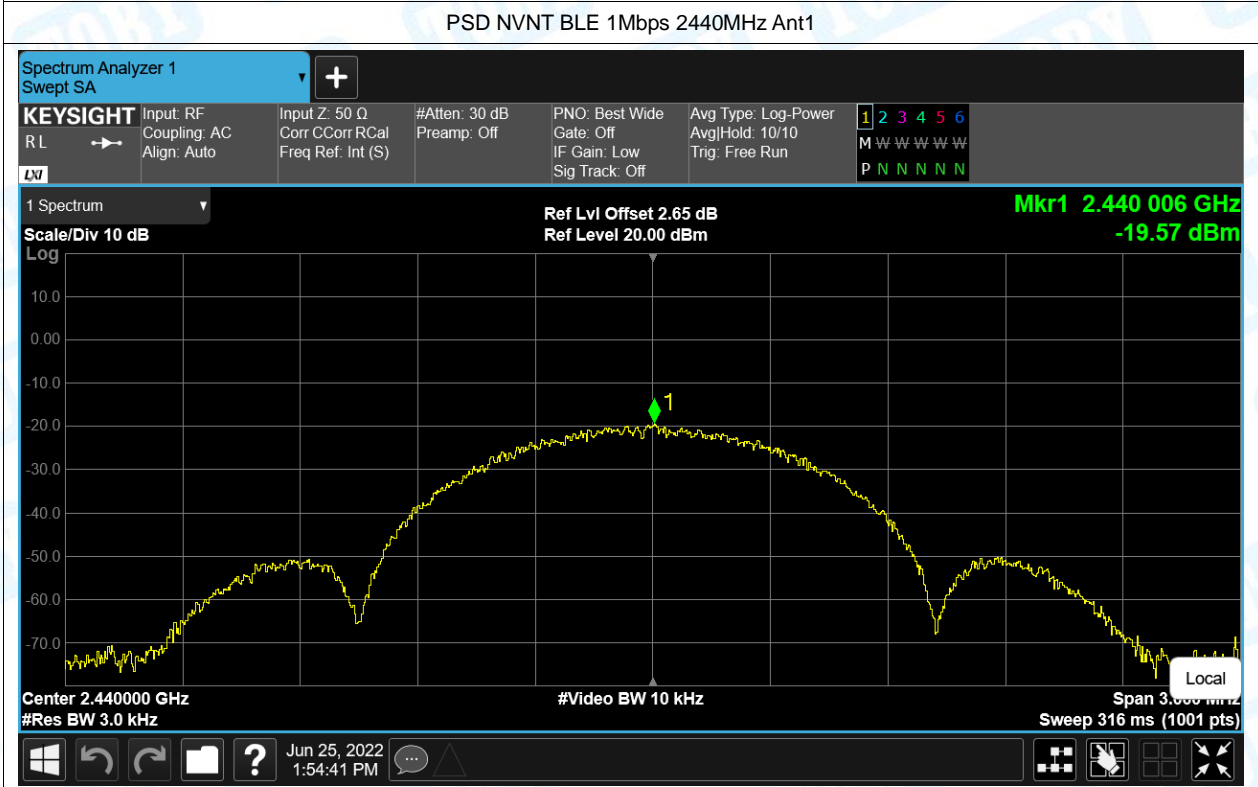 PSD NVNT BLE 1Mbps 2440MHz Ant1
Spectrum Analyzer 1
Swept SA
KEYSIGHT
R L
LXI
Input: RF
Coupling: AC
Align: Auto
Input Z: 50 Ω
Corr CCorr RCal
Freq Ref: Int (S)
#Atten: 30 dB
Preamp: Off
PNO: Best Wide
Gate: Off
IF Gain: Low
Sig Track: Off
Avg Type: Log-Power
Avg|Hold: 10/10
Trig: Free Run
1 2 3 4 5 6
M W W W W W
P N N N N N
1 Spectrum
Scale/Div 10 dB
Log
Ref Lvl Offset 2.65 dB
Ref Level 20.00 dBm
Mkr1 2.440 006 GHz
-19.57 dBm
10.0
0.00
-10.0
1
-20.0
-30.0
-40.0
-50.0
-60.0
-70.0
Local
Center 2.440000 GHz
#Video BW 10 kHz
Span 3.000 MHz
#Res BW 3.0 kHz
Sweep 316 ms (1001 pts)
?
Jun 25, 2022
1:54:41 PM